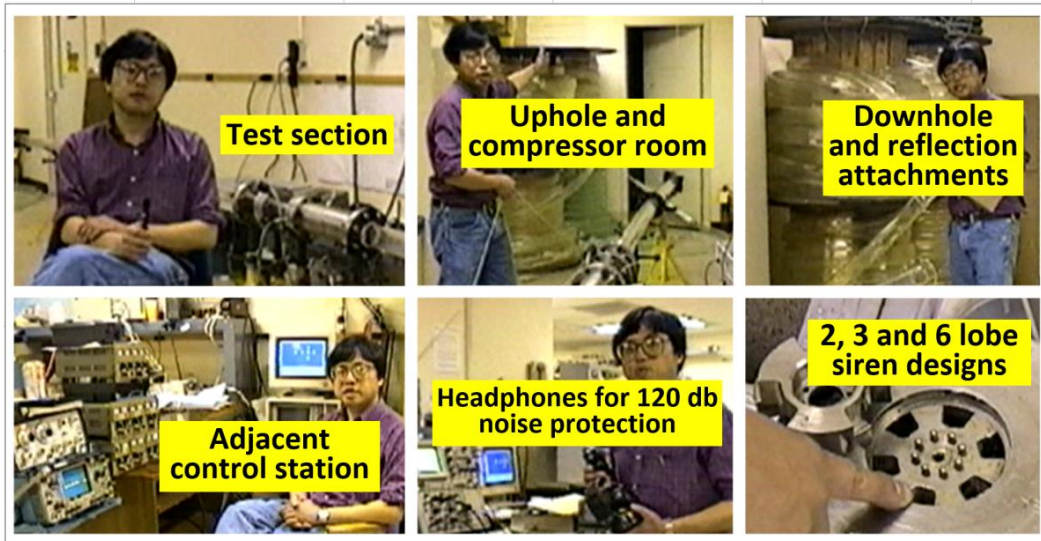 Test section
Uphole and
compressor room
Downhole
and reflection
attachments
Adjacent
control station
Headphones for 120 db
noise protection
2, 3 and 6 lobe
siren designs